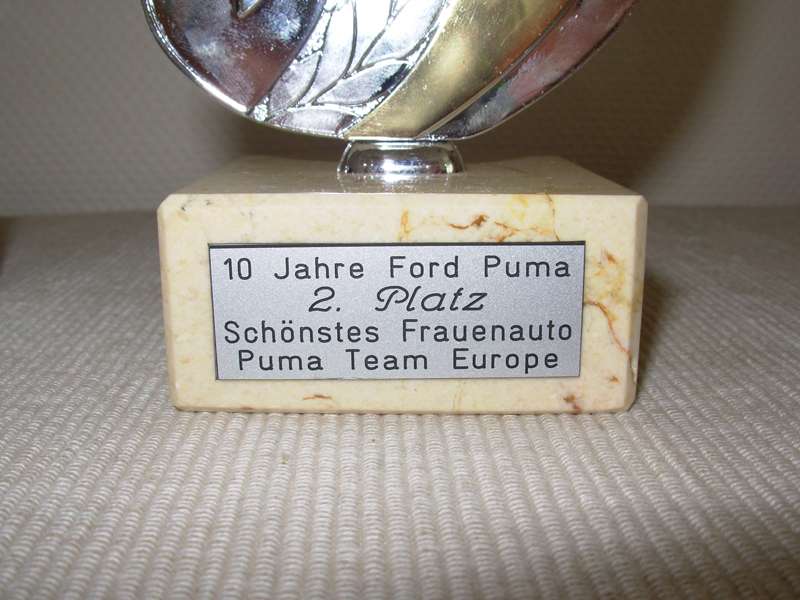 10 Jahre Ford Puma
2. Platz
Schönstes Frauenauto
Puma Team Europe